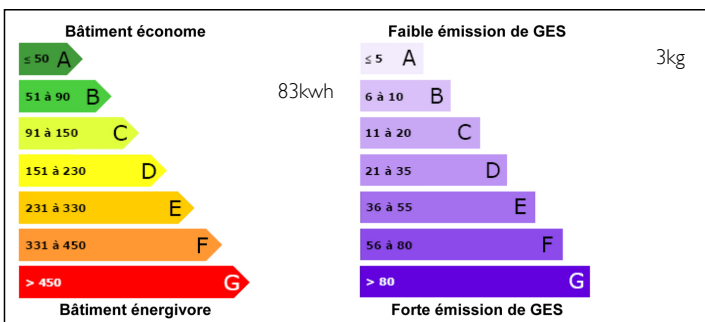 Bâtiment économe
≤ 50 A
51 à 90 B
83kwh
91 à 150 C
151 à 230 D
231 à 330 E
331 à 450 F
> 450 G
Bâtiment énergivore
Faible émission de GES
≤ 5 A
3kg
6 à 10 B
11 à 20 C
21 à 35 D
36 à 55 E
56 à 80 F
> 80 G
Forte émission de GES